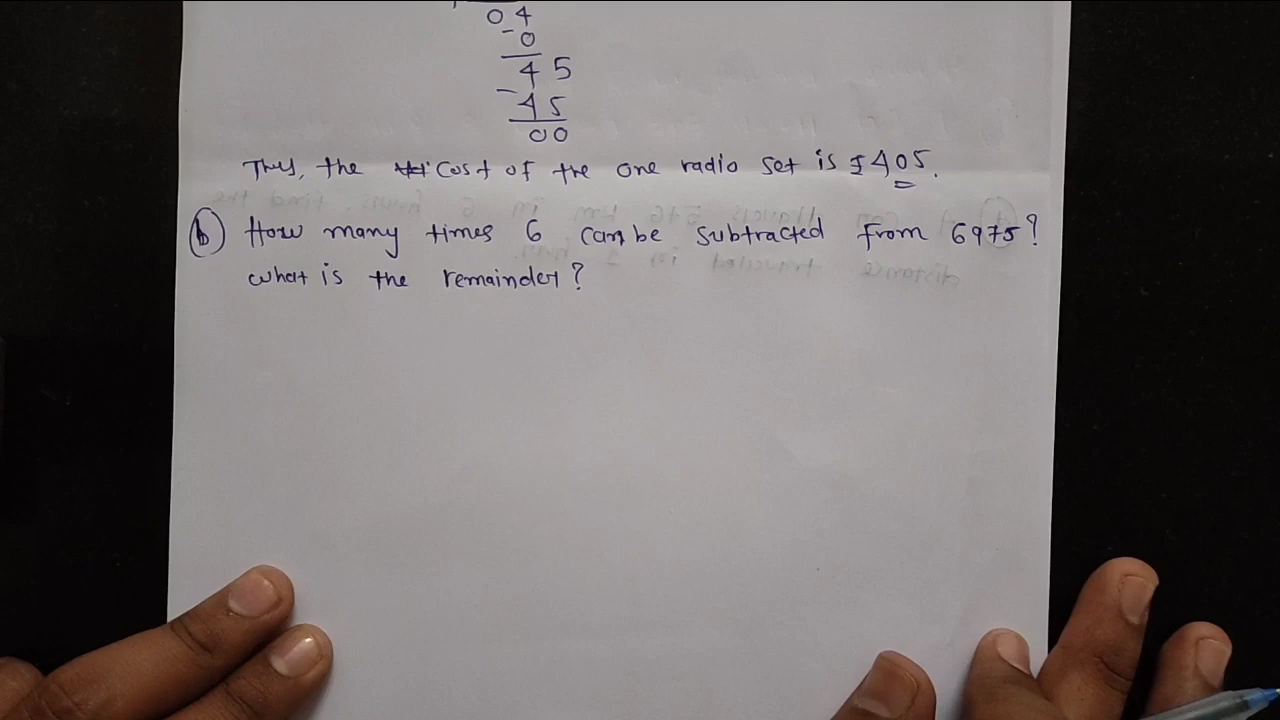 04
-0
45
-45
00
Thus, the cost of the one radio set is ₹405.
(b) How many times 6 can be subtracted from 6975?
what is the remainder?